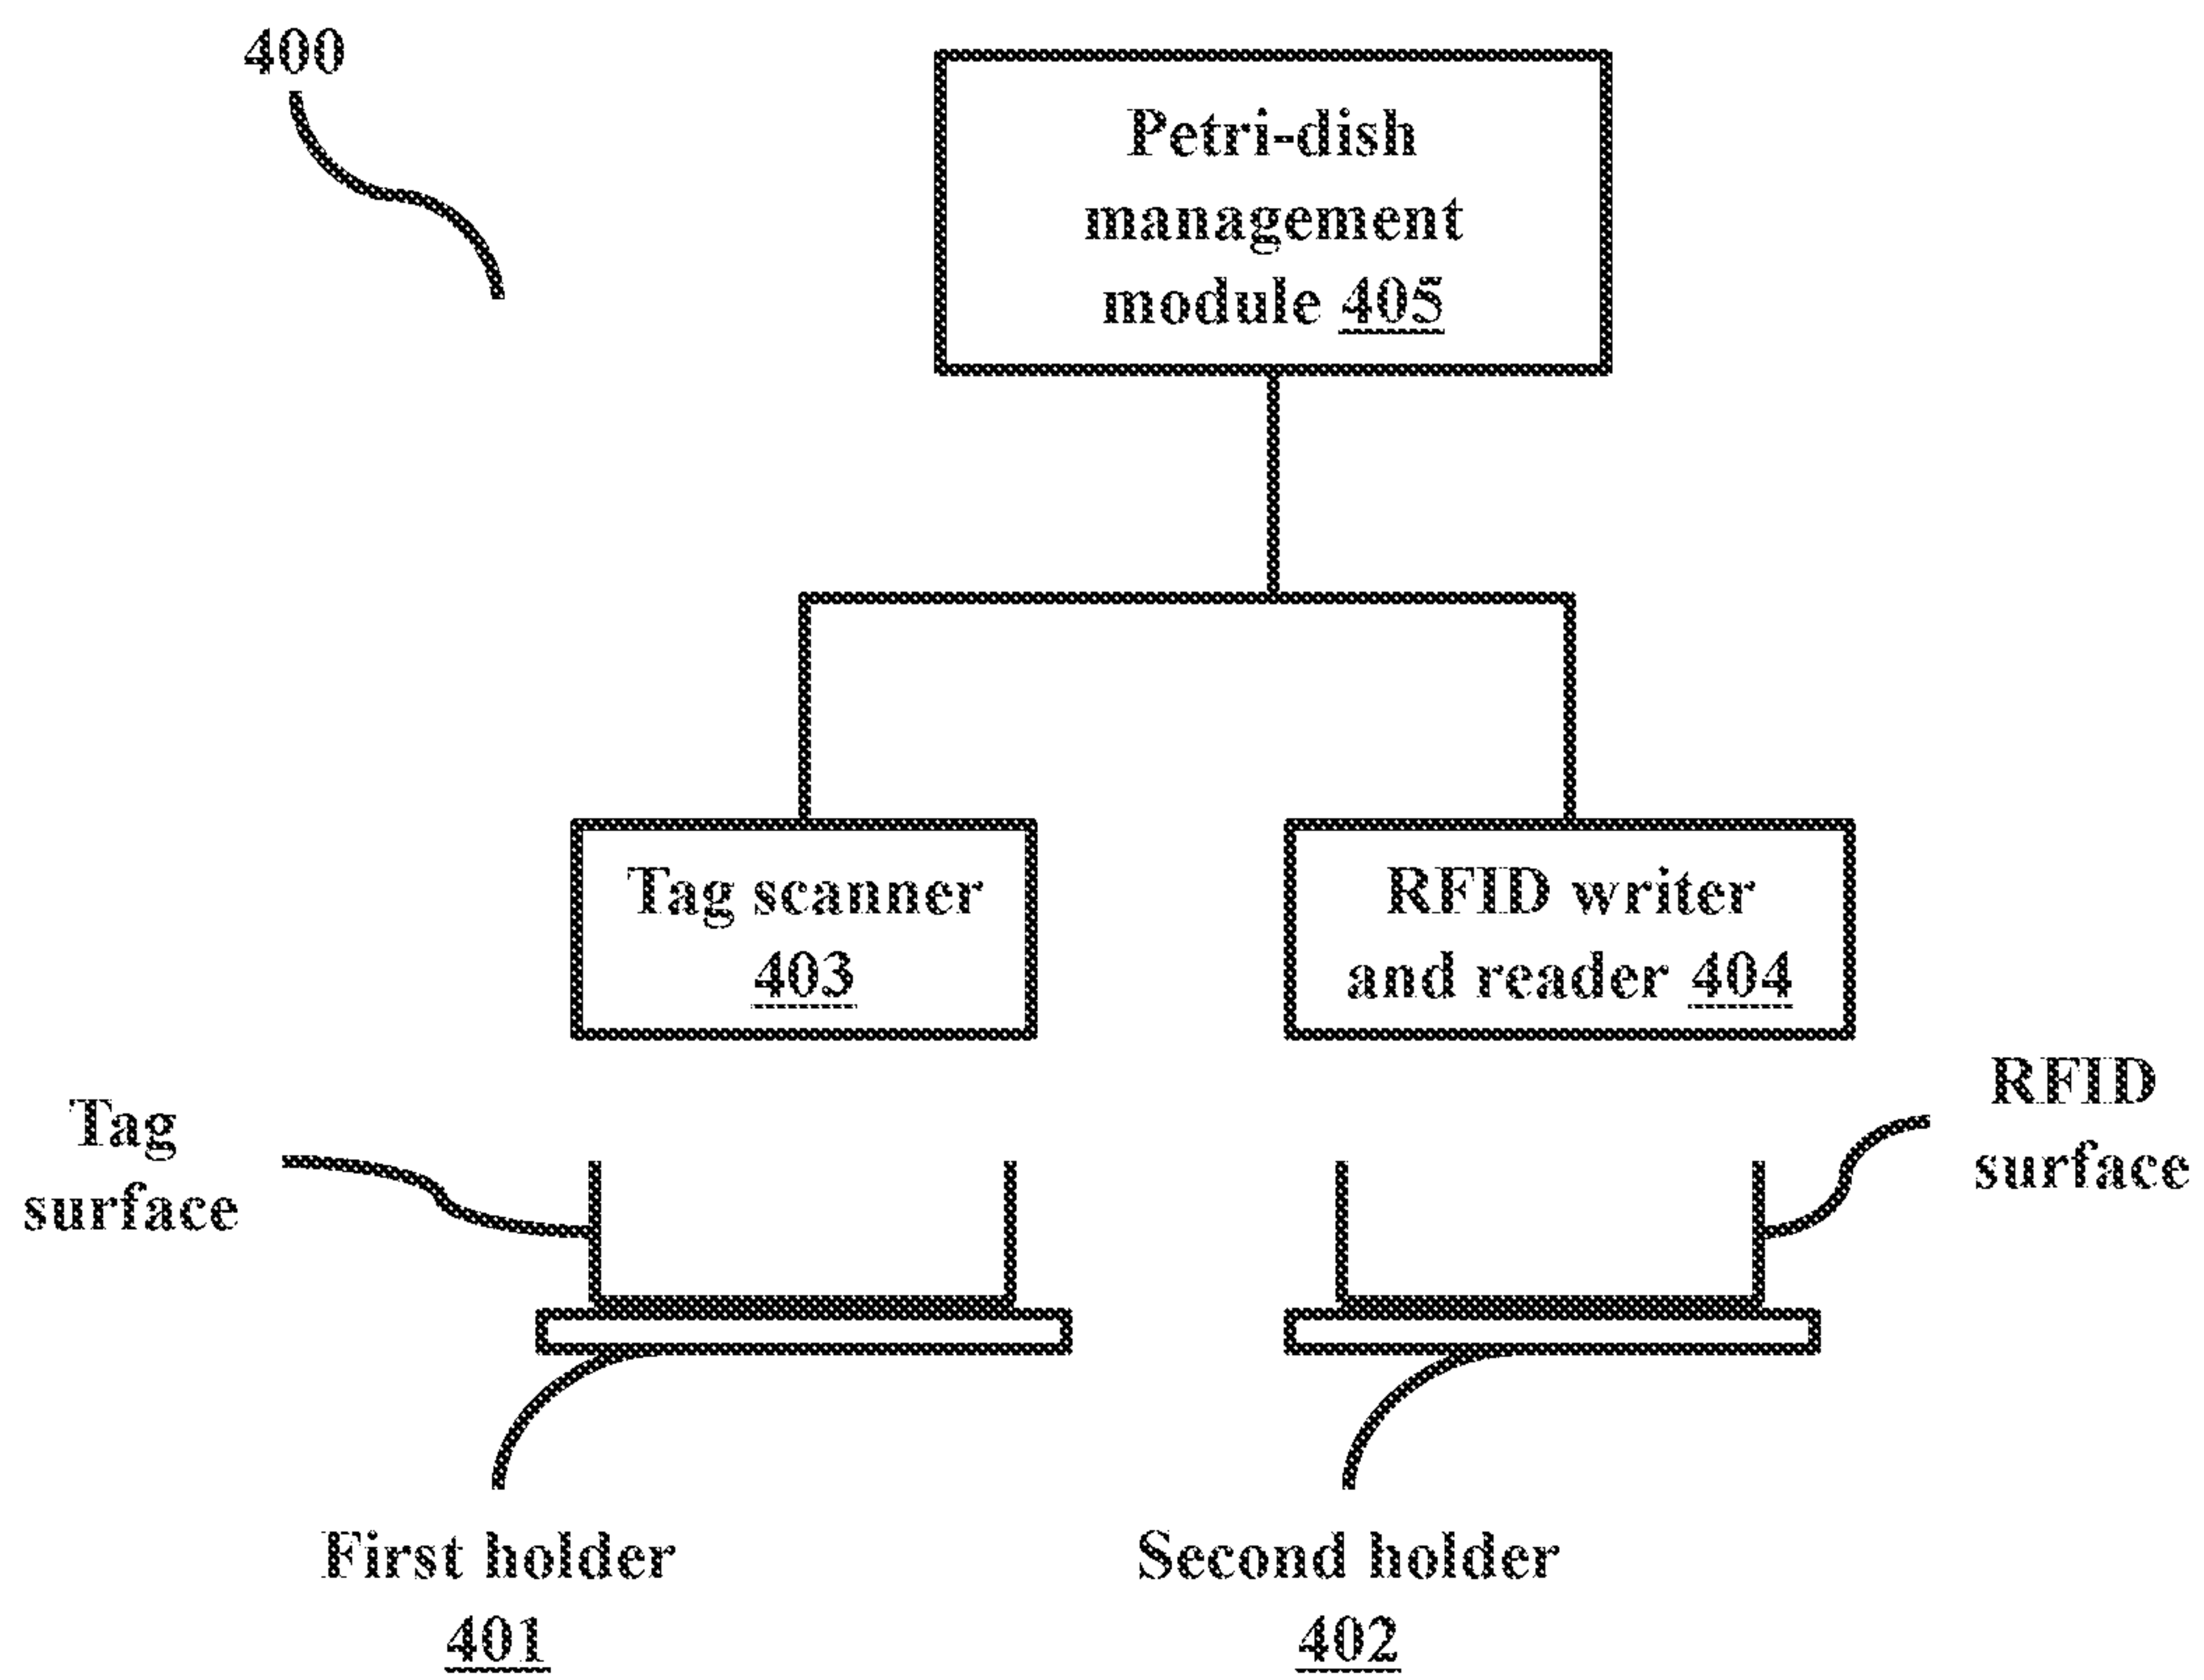 400
Petri-dish
management
module 405
Tag scanner
403
RFID writer
and reader 404
Tag
surface
RFID
surface
First holder
401
Second holder
402